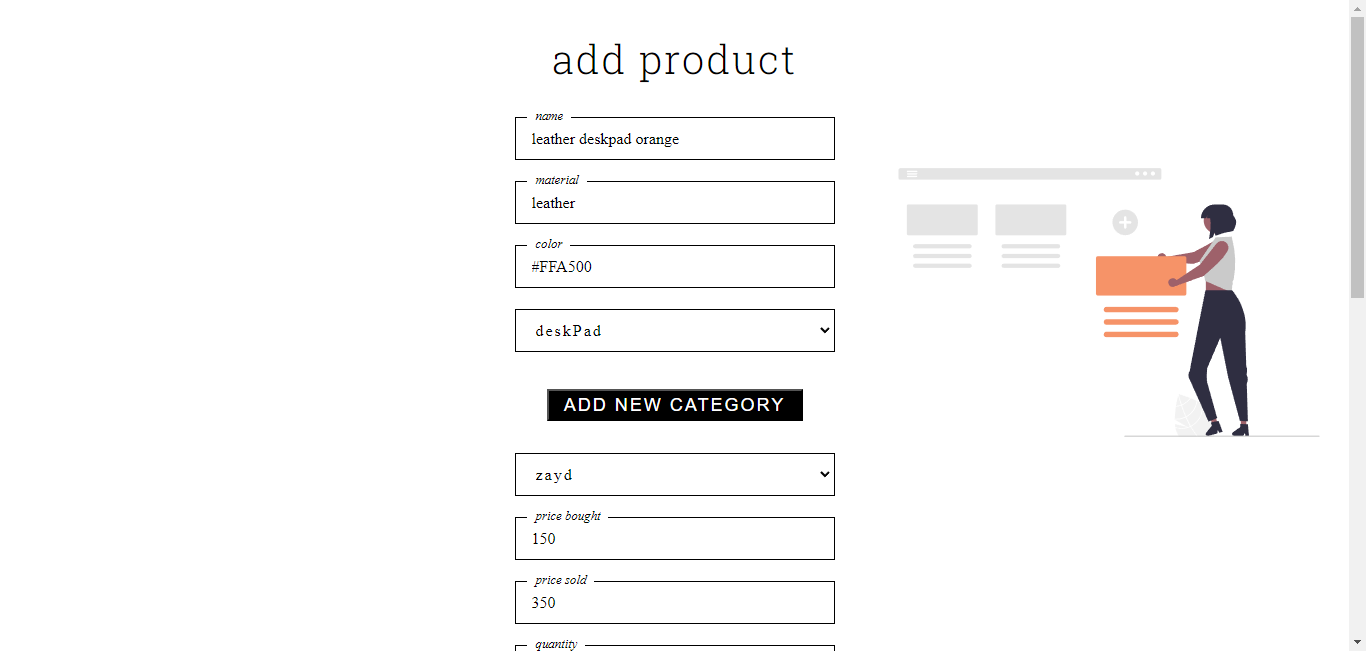 add product
name
leather deskpad orange
material
leather
color
#FFA500
deskPad
ADD NEW CATEGORY
zayd
price bought
150
price sold
350
quantity